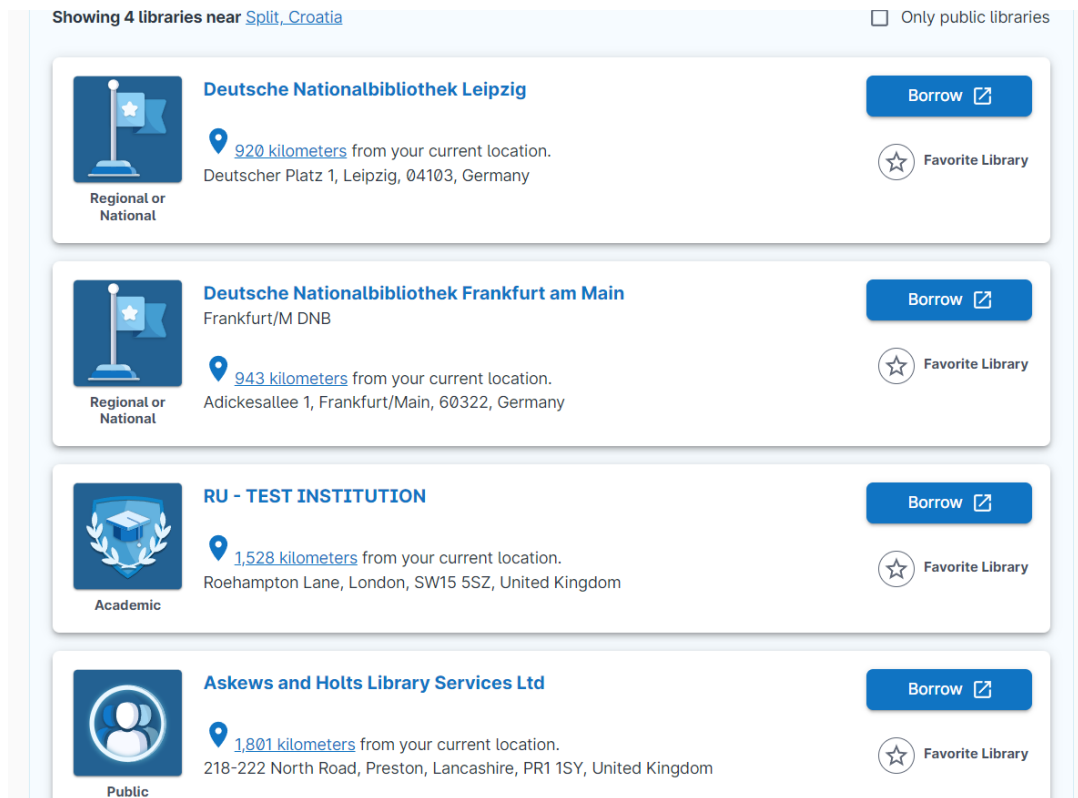 Showing 4 libraries near Split, Croatia
Only public libraries
Deutsche Nationalbibliothek Leipzig
Borrow
920 kilometers from your current location.
Favorite Library
Deutscher Platz 1, Leipzig, 04103, Germany
Regional or
National
Deutsche Nationalbibliothek Frankfurt am Main
Borrow
Frankfurt/M DNB
943 kilometers from your current location.
Favorite Library
Adickesallee 1, Frankfurt/Main, 60322, Germany
Regional or
National
RU - TEST INSTITUTION
Borrow
1,528 kilometers from your current location.
Favorite Library
Roehampton Lane, London, SW15 5SZ, United Kingdom
Academic
Askews and Holts Library Services Ltd
Borrow
1,801 kilometers from your current location.
Favorite Library
218-222 North Road, Preston, Lancashire, PR1 1SY, United Kingdom
Public